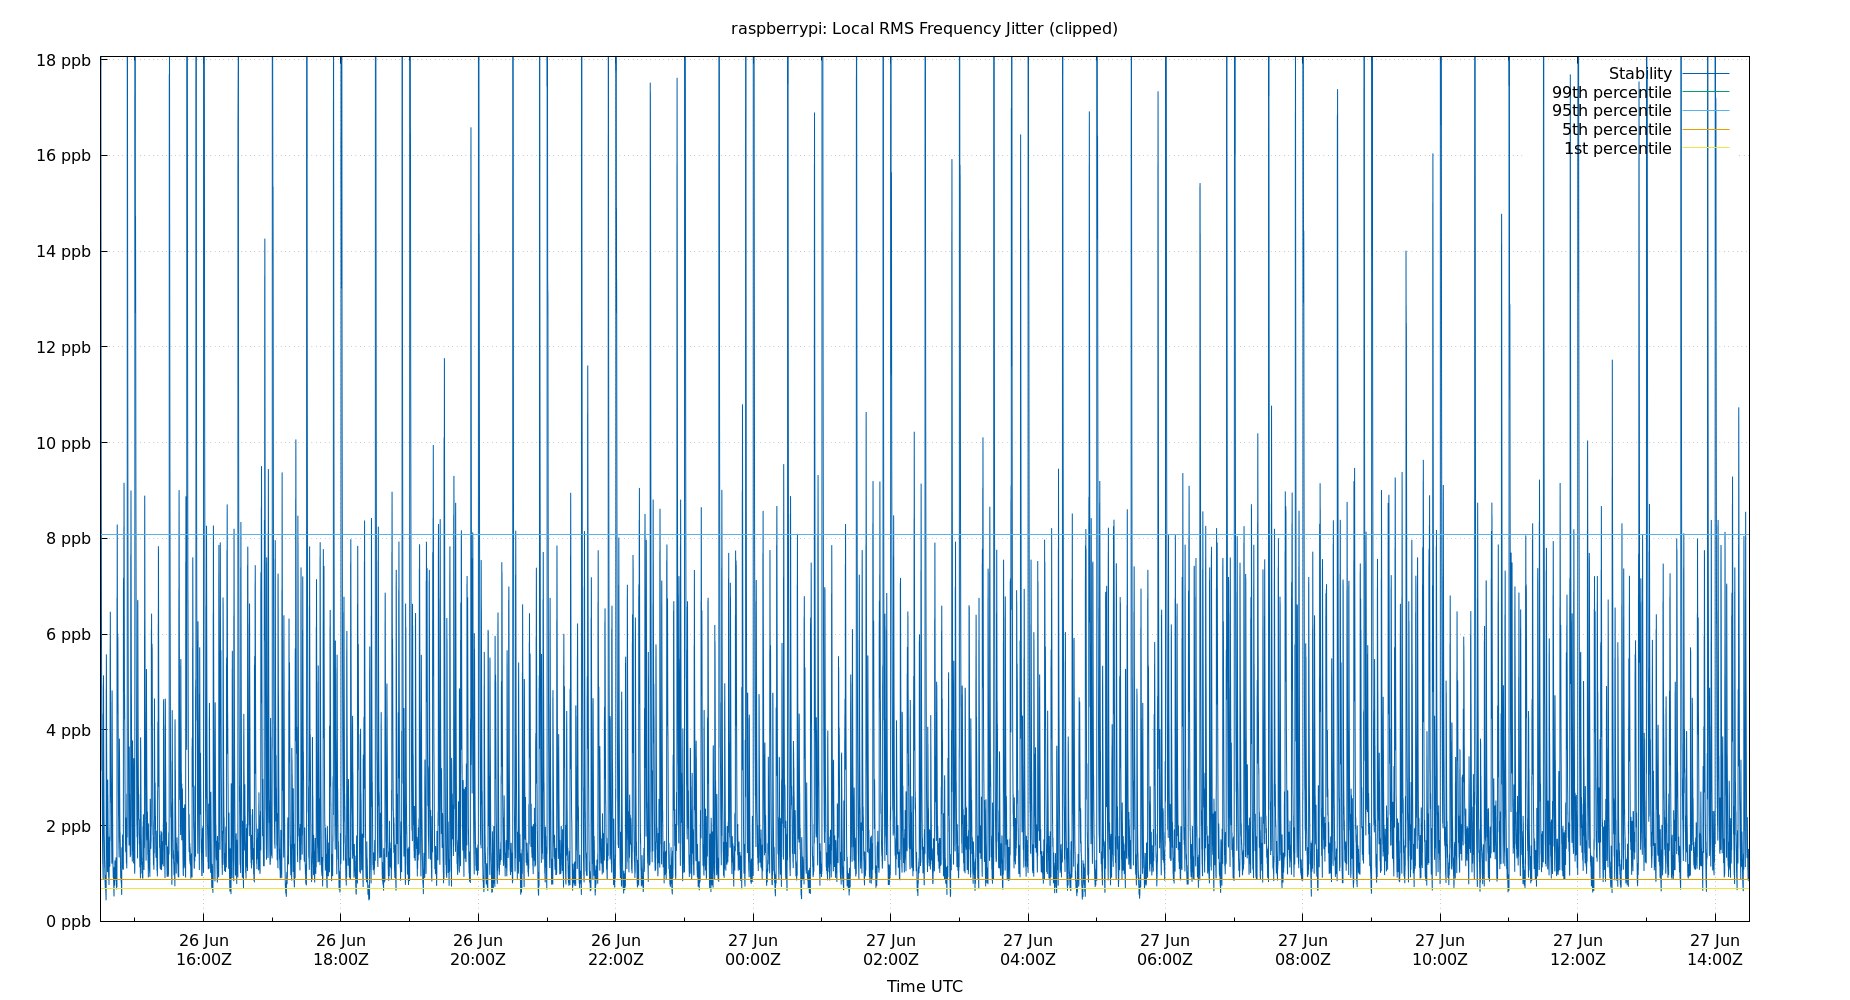 raspberrypi: Local RMS Frequency Jitter (clipped)
18 ppb
16 ppb
14 ppb
12 ppb
10 ppb
8 ppb
6 ppb
4 ppb
2 ppb
0 ppb
Stability
99th percentile
95th percentile
5th percentile
1st percentile
26 Jun 26 Jun 26 Jun 26 Jun 27 Jun 27 Jun 27 Jun 27 Jun 27 Jun 27 Jun 27 Jun 27 Jun
16:00Z 18:00Z 20:00Z 22:00Z 00:00Z 02:00Z 04:00Z 06:00Z 08:00Z 10:00Z 12:00Z 14:00Z
Time UTC